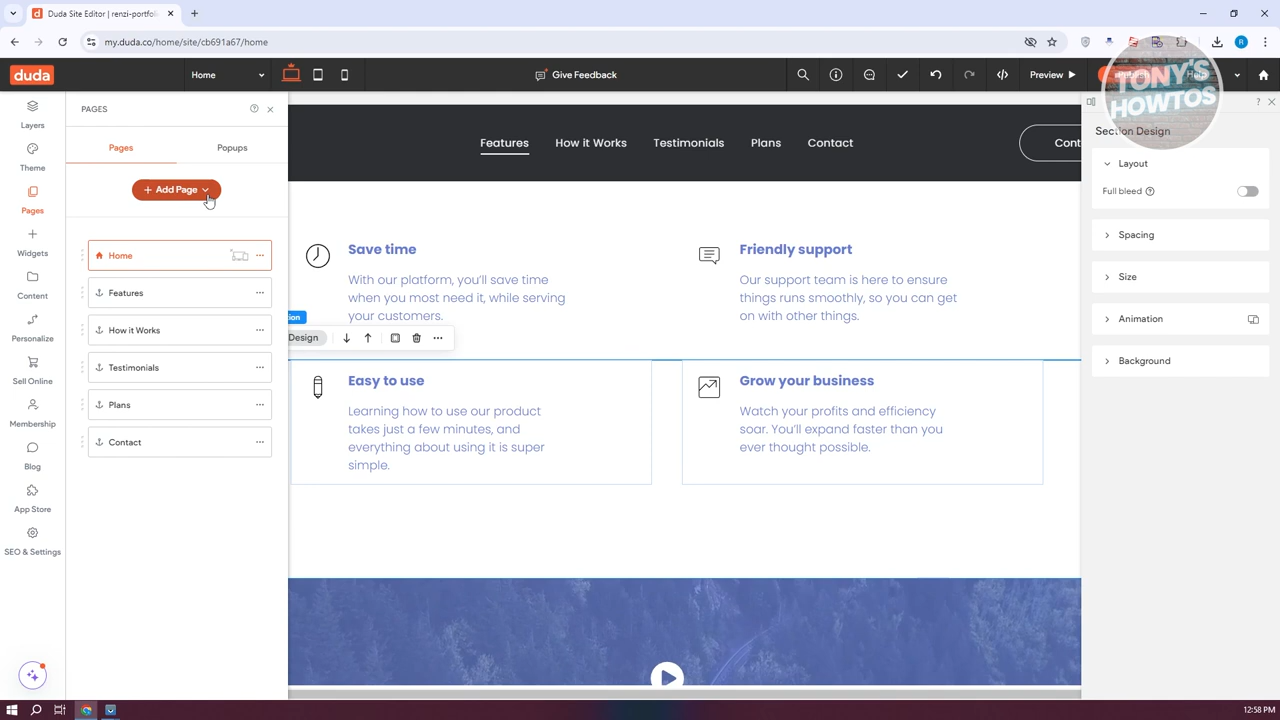 Duda Site Editor | renzi-portfo
my.duda.co/home/site/cb691a67/home
R
duda
Home
Give Feedback
Preview
Help
TONY'S
HOWTOS
Layers
Theme
Pages
Widgets
Content
Personalize
Sell Online
Membership
Blog
App Store
SEO & Settings
PAGES
Pages
Popups
+ Add Page
Home
Features
How it Works
Testimonials
Plans
Contact
Features
How it Works
Testimonials
Plans
Contact
Cont
Save time
With our platform, you'll save time
when you most need it, while serving
your customers.
Friendly support
Our support team is here to ensure
things runs smoothly, so you can get
on with other things.
ion
Design
Easy to use
Learning how to use our product
takes just a few minutes, and
everything about using it is super
simple.
Grow your business
Watch your profits and efficiency
soar. You'll expand faster than you
ever thought possible.
Section Design
Layout
Full bleed
Spacing
Size
Animation
Background
12:58 PM